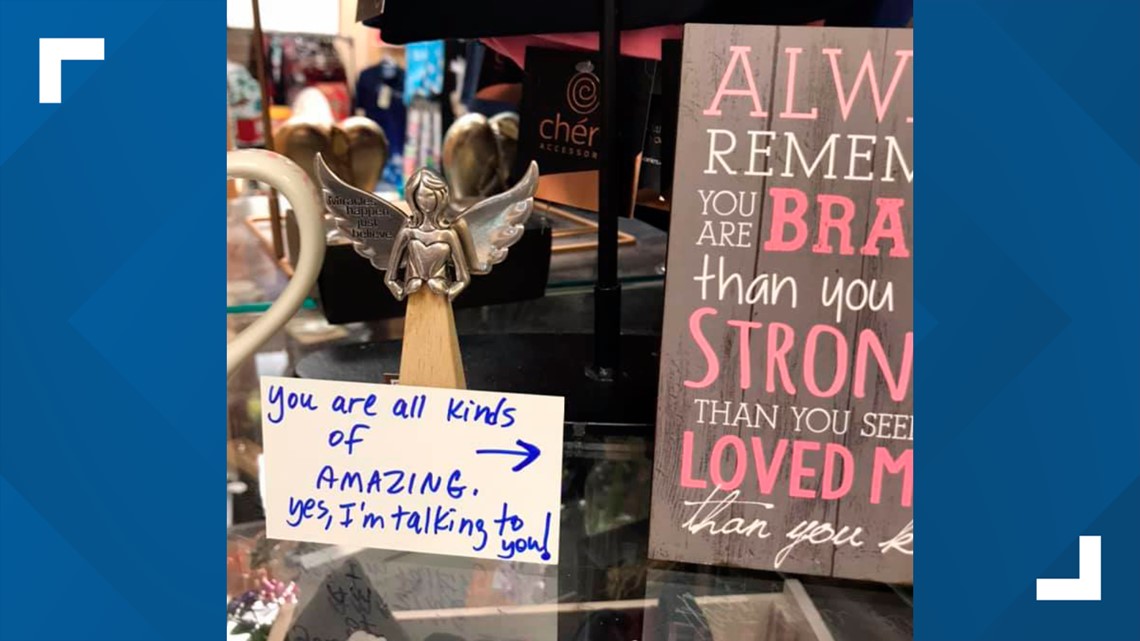 Miracles
happen
just
believe.
chér
ACCESSOR
you are all kinds
of →
AMAZING.
yes, I'm talking to
you!
ALW
REMEM
YOU
ARE BRA
than you
STRON
THAN YOU SEE
LOVED M
than you k